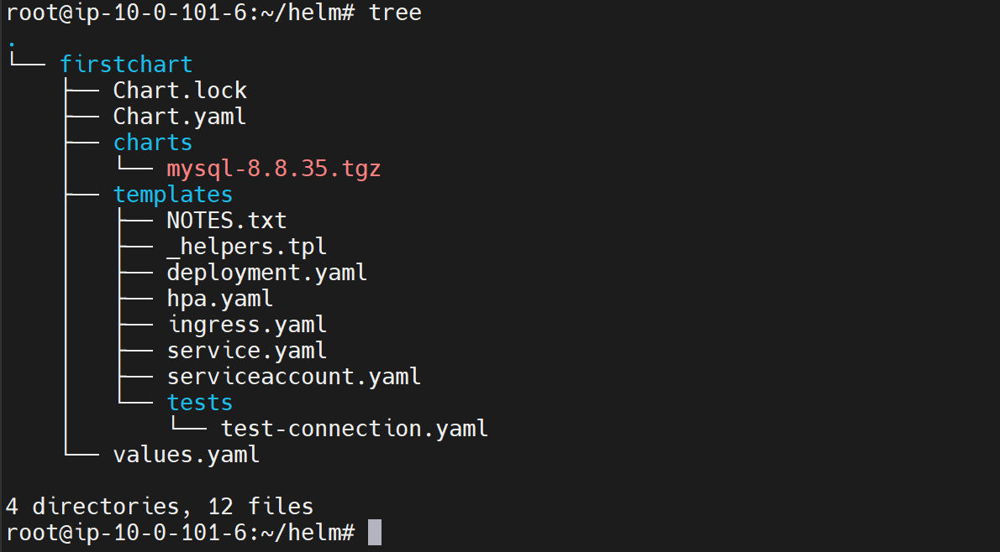 root@ip-10-0-101-6:~/helm# tree
.
└── firstchart
    ├── Chart.lock
    ├── Chart.yaml
    ├── charts
    │   └── mysql-8.8.35.tgz
    ├── templates
    │   ├── NOTES.txt
    │   ├── _helpers.tpl
    │   ├── deployment.yaml
    │   ├── hpa.yaml
    │   ├── ingress.yaml
    │   ├── service.yaml
    │   ├── serviceaccount.yaml
    │   └── tests
    │       └── test-connection.yaml
    └── values.yaml

4 directories, 12 files
root@ip-10-0-101-6:~/helm#